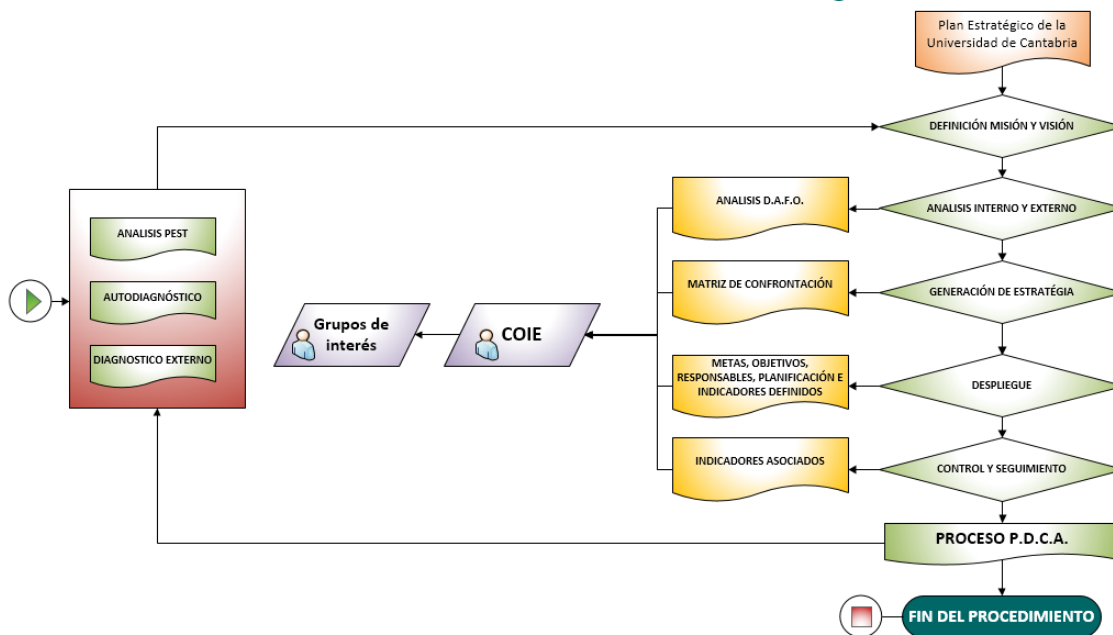 Plan Estratégico de la
Universidad de Cantabria
DEFINICIÓN MISIÓN Y VISIÓN
ANALISIS D.A.F.O.
ANALISIS INTERNO Y EXTERNO
ANALISIS PEST
AUTODIAGNÓSTICO
DIAGNOSTICO EXTERNO
MATRIZ DE CONFRONTACIÓN
GENERACIÓN DE ESTRATÉGIA
Grupos de
interés
COIE
METAS, OBJETIVOS,
RESPONSABLES, PLANIFICACIÓN E
INDICADORES DEFINIDOS
DESPLIEGUE
INDICADORES ASOCIADOS
CONTROL Y SEGUIMIENTO
PROCESO P.D.C.A.
FIN DEL PROCEDIMIENTO